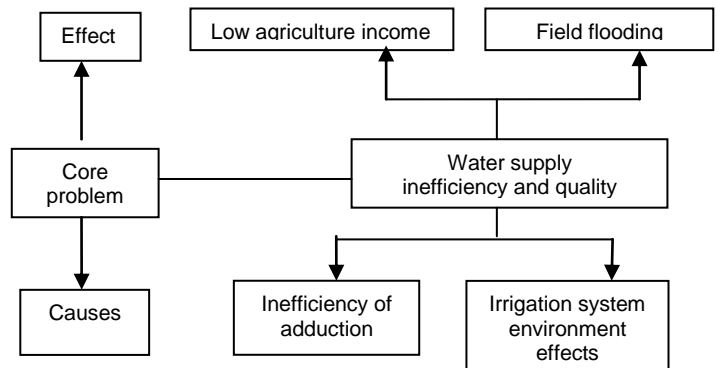 Effect
Low agriculture income
Field flooding
Core
problem
Water supply
inefficiency and quality
Causes
Inefficiency of
adduction
Irrigation system
environment
effects